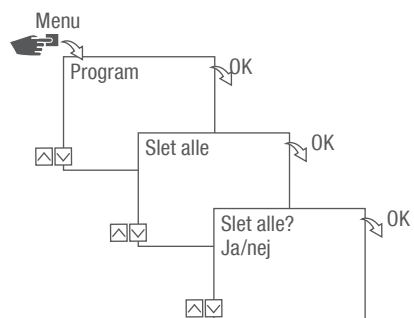 Menu
Program
OK
Slet alle
OK
Slet alle?
Ja/nej
OK